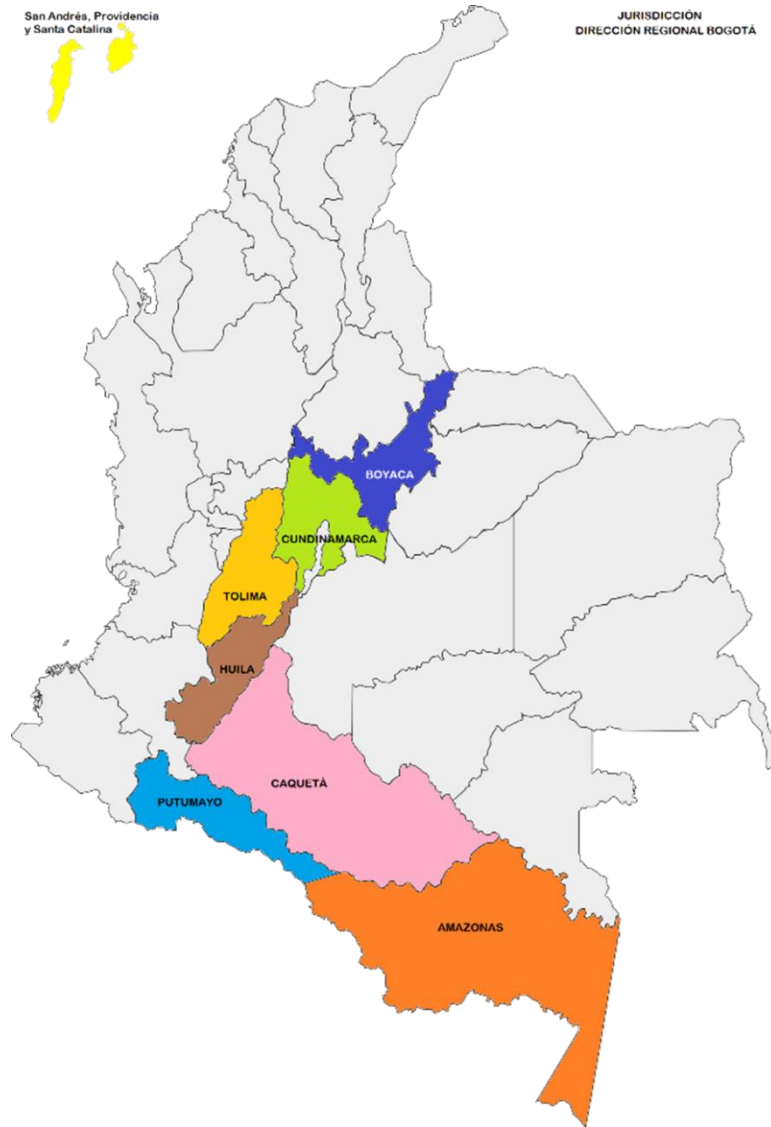 San Andrés, Providencia
y Santa Catalina
JURISDICCIÓN
DIRECCIÓN REGIONAL BOGOTÁ
BOYACA
CUNDINAMARCA
TOLIMA
HUILA
CAQUETÁ
PUTUMAYO
AMAZONAS